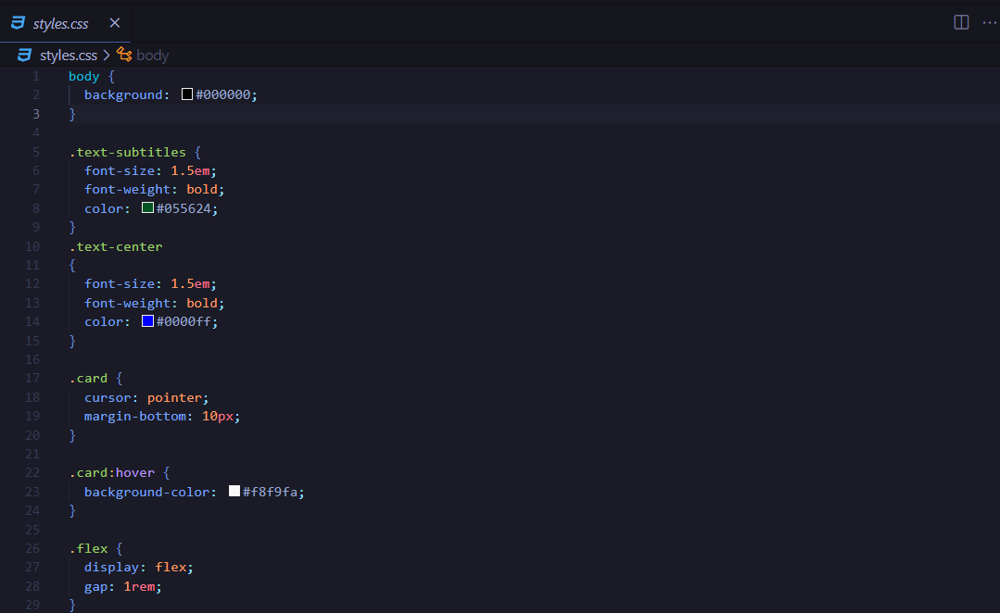 styles.css
styles.css > body
1 body {
2 background: #000000;
3 }
4
5 .text-subtitles {
6 font-size: 1.5em;
7 font-weight: bold;
8 color: #055624;
9 }
10 .text-center
11 {
12 font-size: 1.5em;
13 font-weight: bold;
14 color: #0000ff;
15 }
16
17 .card {
18 cursor: pointer;
19 margin-bottom: 10px;
20 }
21
22 .card:hover {
23 background-color: #f8f9fa;
24 }
25
26 .flex {
27 display: flex;
28 gap: 1rem;
29 }